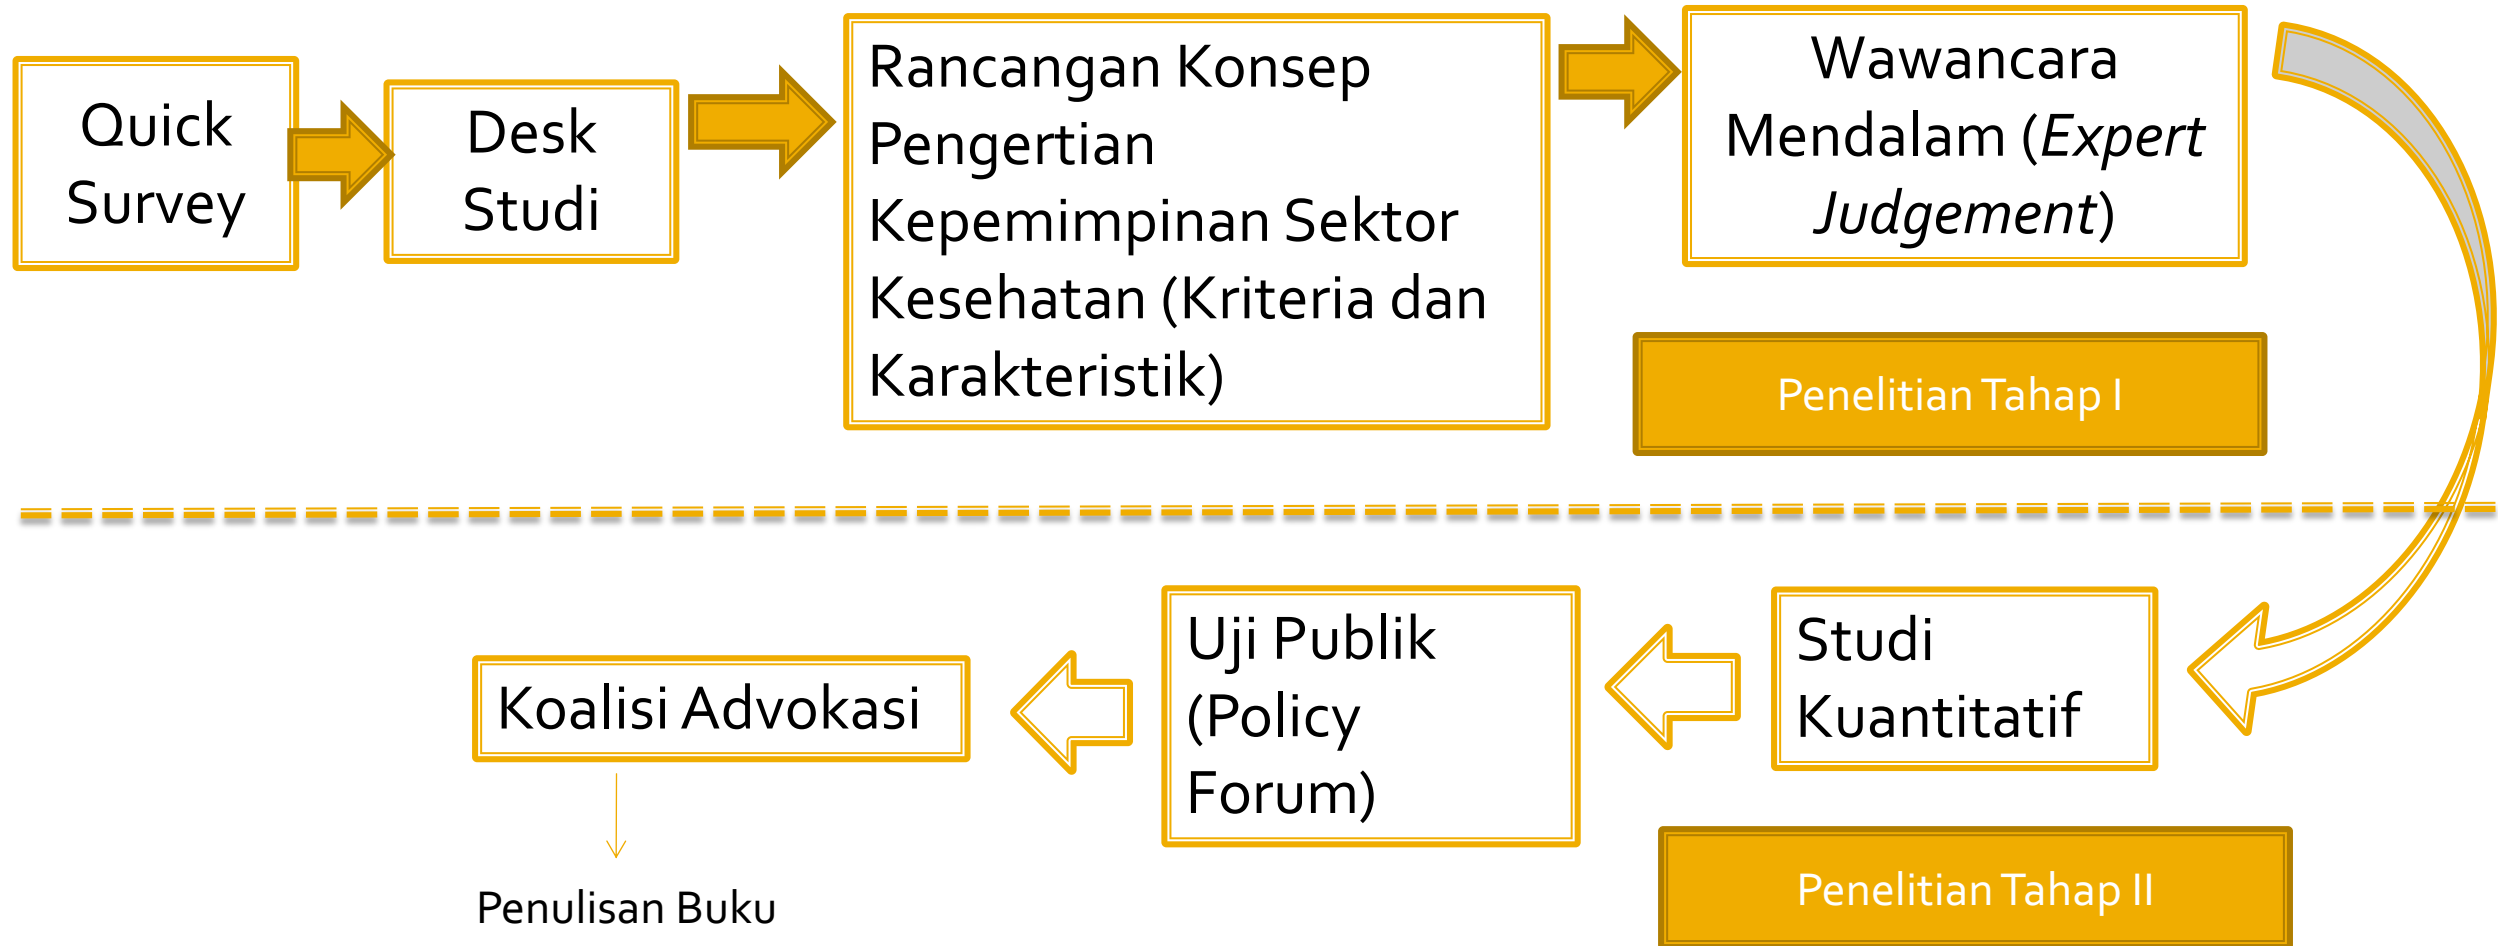 Quick
Survey
Dek
Studi
Rancangan Konsep
Pengertian
Kepemimpinan Sektor
Kesehatan (Kriteria dan
Karakteristik)
Wawancara
Mendalam (Expert
Judgement)
Penelitian Tahap I
Studi
Kuantitatif
Uji Publik
(Policy
Forum)
Koalisi Advokasi
Penulisan Buku
Penelitian Tahap II